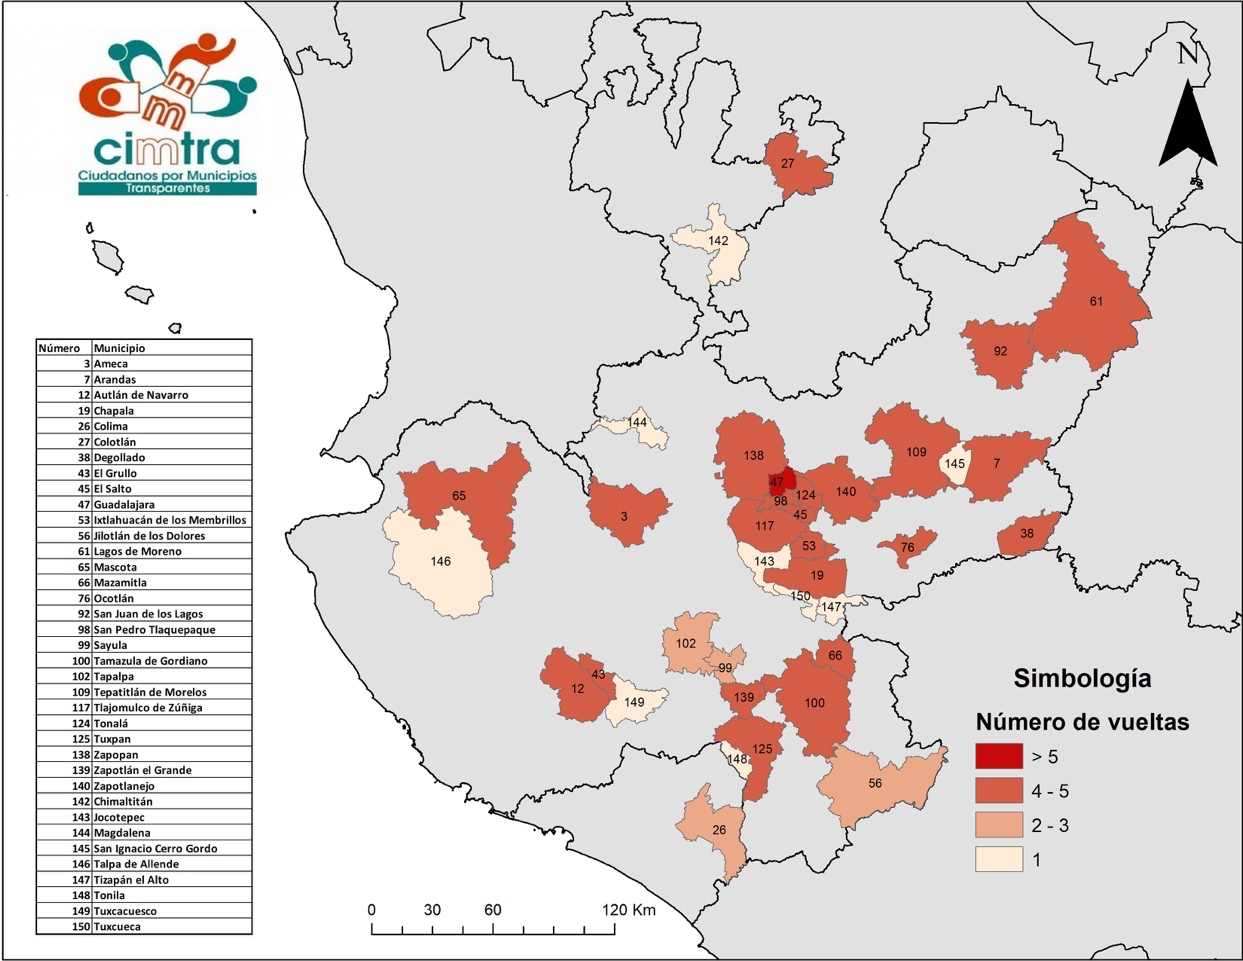 cimtra
Ciudadanos por Municipios
Transparentes
N
Número Municipio
3 Ameca
7 Arandas
12 Autlán de Navarro
19 Chapala
26 Colima
27 Colotlán
38 Degollado
43 El Grullo
45 El Salto
47 Guadalajara
53 Ixtlahuacán de los Membrillos
56 Jilotlán de los Dolores
61 Lagos de Moreno
65 Mascota
66 Mazamitla
76 Ocotlán
92 San Juan de los Lagos
98 San Pedro Tlaquepaque
99 Sayula
100 Tamazula de Gordiano
102 Tapalpa
109 Tepatitlán de Morelos
117 Tlajomulco de Zúñiga
124 Tonalá
125 Tuxpan
138 Zapopan
139 Zapotlán el Grande
140 Zapotlanejo
142 Chimaltitán
143 Jocotepec
144 Magdalena
145 San Ignacio Cerro Gordo
146 Talpa de Allende
147 Tizapán el Alto
148 Tonila
149 Tuxcacuesco
150 Tuxcueca
27
142
61
92
144
138
109
145
7
47
65
98
124
140
3
117
45
38
53
76
146
143
19
150
147
102
66
99
43
12
149
139
100
125
148
56
26
Simbología
Número de vueltas
> 5
4 - 5
2 - 3
1
0 30 60 120 Km